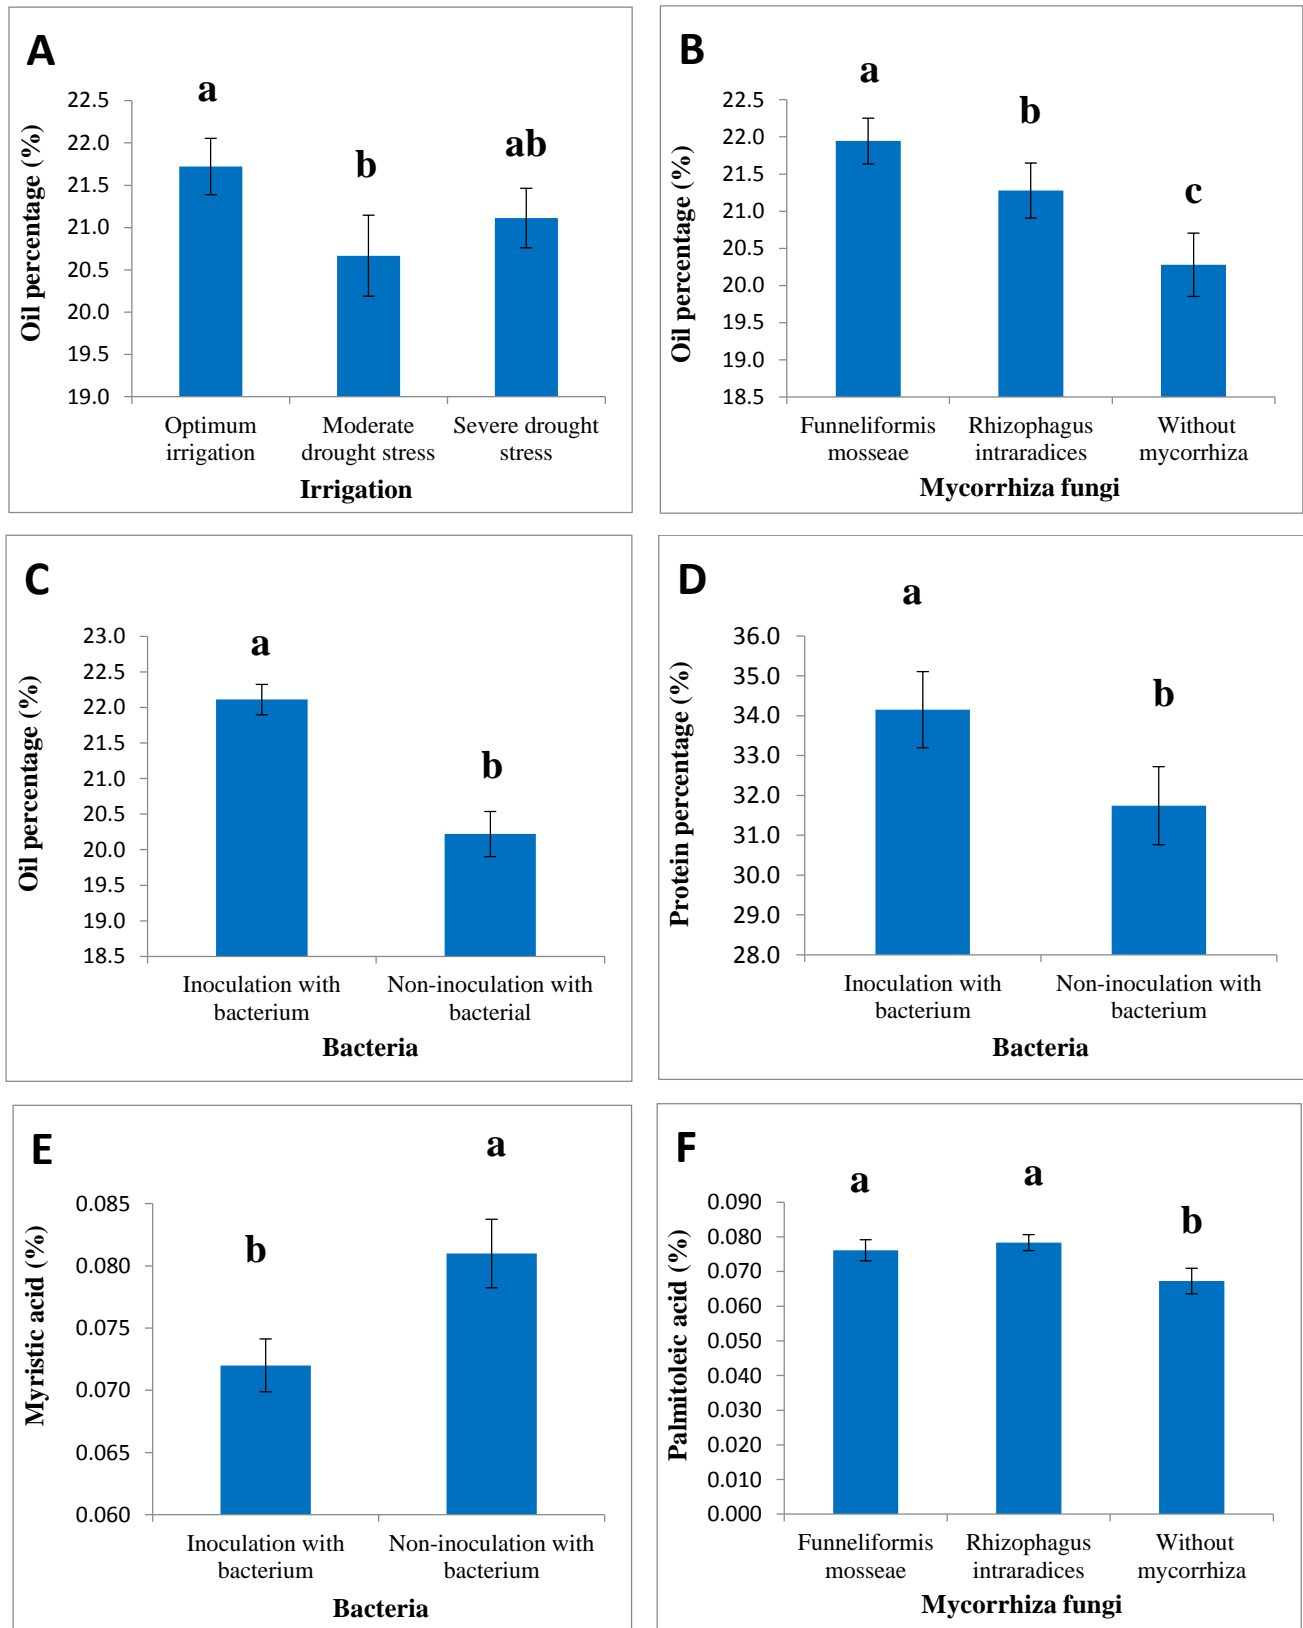 A
a
b
ab
Oil percentage (%)
22.5
22.0
21.5
21.0
20.5
20.0
19.5
19.0
Optimum
irrigation
Moderate
drought stress
Severe drought
stress
Irrigation
B
a
b
c
Oil percentage (%)
22.5
22.0
21.5
21.0
20.5
20.0
19.5
19.0
18.5
Funneliformis
mosseae
Rhizophagus
intraradices
Without
mycorrhiza
Mycorrhiza fungi
C
a
b
Oil percentage (%)
23.0
22.5
22.0
21.5
21.0
20.5
20.0
19.5
19.0
18.5
Inoculation with
bacterium
Non-inoculation with
bacterial
Bacteria
D
a
b
Protein percentage (%)
36.0
35.0
34.0
33.0
32.0
31.0
30.0
29.0
28.0
Inoculation with
bacterium
Non-inoculation with
bacterium
Bacteria
E
b
a
Myristic acid (%)
0.085
0.080
0.075
0.070
0.065
0.060
Inoculation with
bacterium
Non-inoculation with
bacterium
Bacteria
F
a
a
b
Palmitoleic acid (%)
0.090
0.080
0.070
0.060
0.050
0.040
0.030
0.020
0.010
0.000
Funneliformis
mosseae
Rhizophagus
intraradices
Without
mycorrhiza
Mycorrhiza fungi